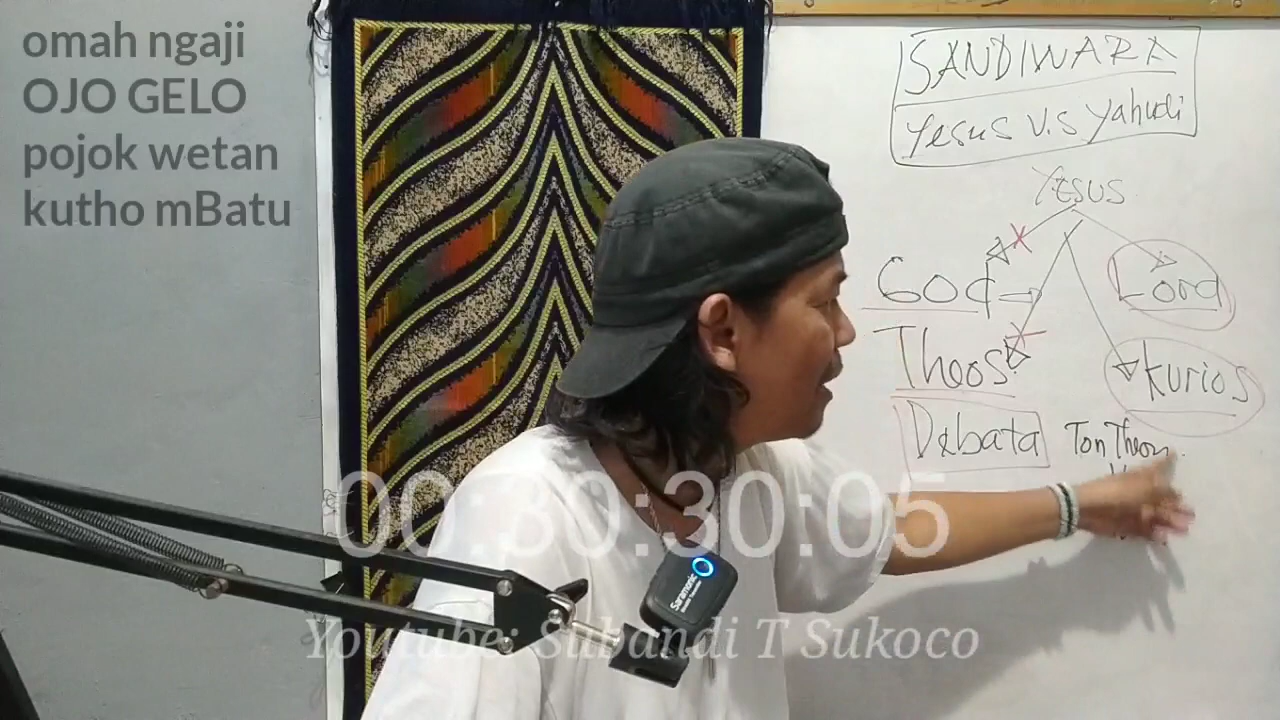 omah ngaji
OJO GELO
pojok wetan
kutho mBatu
SANDIWARA
Yesus V.S Yahudi
Yesus
God
Lord
Theos
Kurios
Debata
Ton Theon
00:30:30:05
Saramonic
Youtube: Subandi T Sukoco